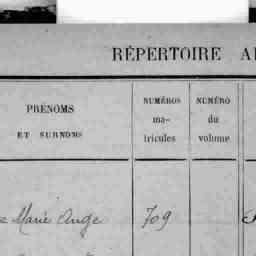 RÉPERTOIRE
PRÉNOMS
ET SURNOMS
NUMÉROS
ma-
tricules
NUMÉRO
du
volume
Marie Ange 709